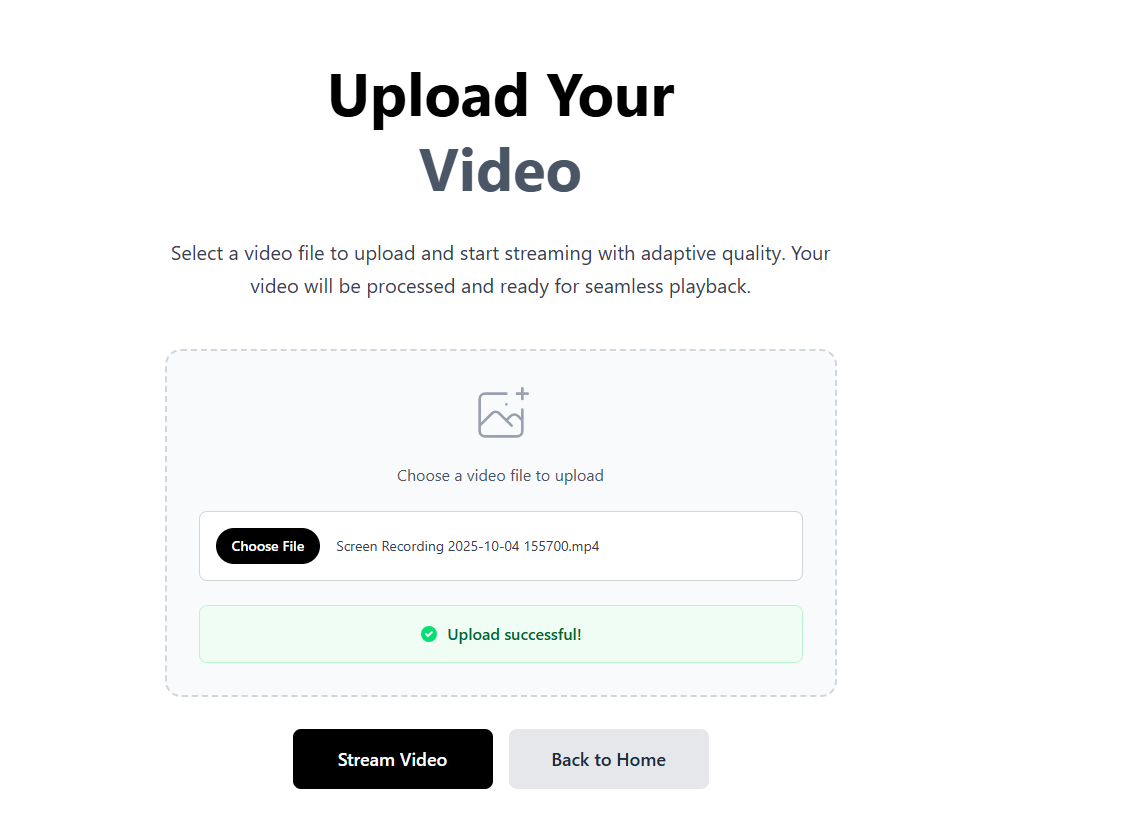 Upload Your
Video
Select a video file to upload and start streaming with adaptive quality. Your
video will be processed and ready for seamless playback.
Choose a video file to upload
Choose File Screen Recording 2025-10-04 155700.mp4
Upload successful!
Stream Video Back to Home